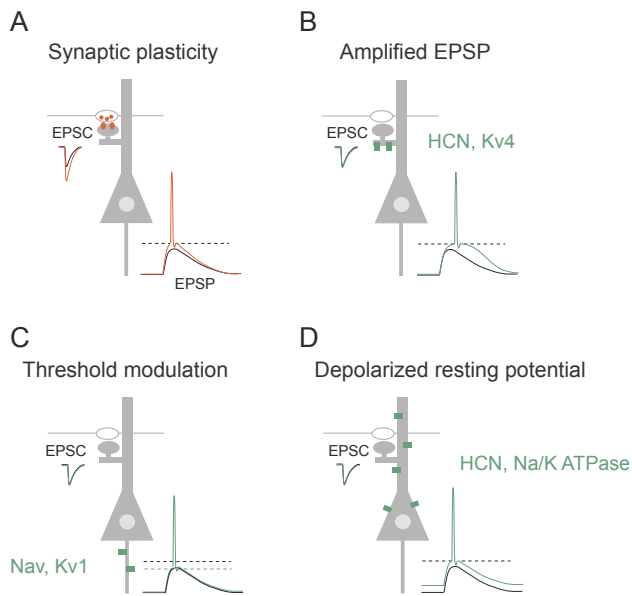 A
Synaptic plasticity
EPSC
EPSP
B
Amplified EPSP
EPSC
HCN, Kv4
C
Threshold modulation
EPSC
Nav, Kv1
D
Depolarized resting potential
EPSC
HCN, Na/K ATPase